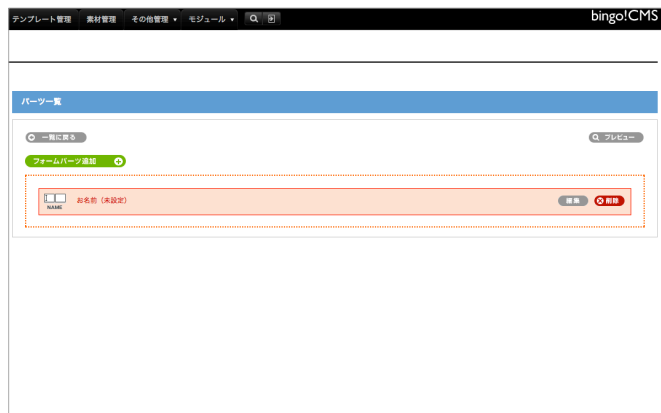 テンプレート管理 素材管理 その他管理 ▼ モジュール ▼ bingo!CMS
パーツ一覧
一覧に戻る プレビュー
フォームパーツ追加
NAME お名前（未設定） 編集 削除